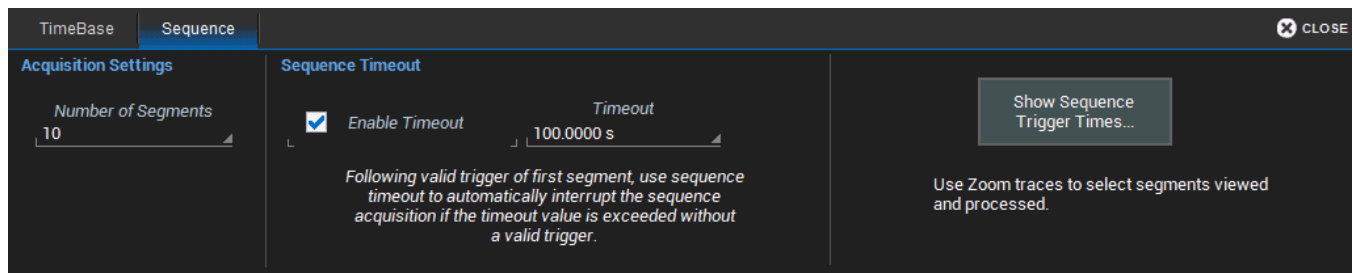 TimeBase
Sequence
CLOSE
Acquisition Settings
Number of Segments
10
Sequence Timeout
Enable Timeout
Timeout
100.0000 s
Following valid trigger of first segment, use sequence
timeout to automatically interrupt the sequence
acquisition if the timeout value is exceeded without
a valid trigger.
Show Sequence
Trigger Times...
Use Zoom traces to select segments viewed
and processed.